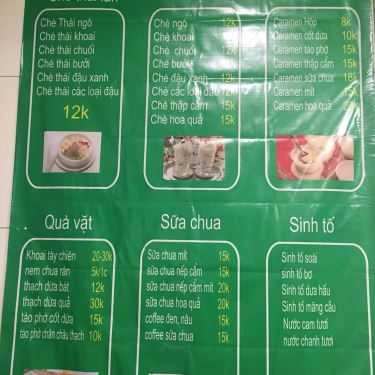 Chè Thái ngô
Chè thái khoai
Chè thái chuối
Chè thái bưởi
Chè thái đậu xanh
Chè thái các loại đậu
12k
Chè ngô 12k
Chè khoai
Chè chuối 12k
Chè bưởi
Chè đậu xanh 12k
Chè các loại đậu 12k
Chè thập cẩm 15k
Chè hoa quả 15k
Caramen Hộp 8k
Caramen cốt dừa 10k
Caramen tào phớ 15k
Caramen thập cẩm 15k
Caramen sữa chua 18k
Caramen mít 15k
Caramen hoa quả 20k
Quà vặt
Khoai tây chiên 20-30k
nem chua rán 5k/1c
thạch dừa bát 12k
thạch dừa quả 30k
tào phớ cốt dừa 15k
tào phớ chân châu thạch 10k
Sữa chua
Sữa chua mít 15k
sữa chua nếp cẩm 15k
sữa chua nếp cẩm mít 20k
sữa chua hoa quả 20k
coffee đen, nâu 15k
coffee sữa chua 15k
Sinh tố
Sinh tố soài
sinh tố bơ
Sinh tố dưa hấu
Sinh tố mãng cầu
Nước cam tươi
nước chanh tươi